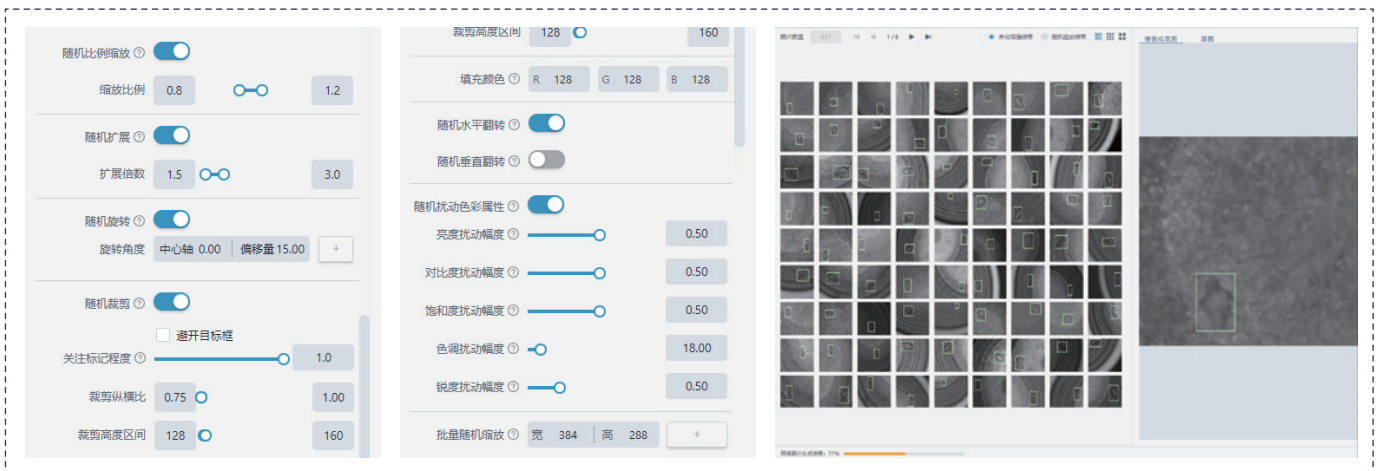 随机比例缩放 ?
缩放比例 0.8 1.2
随机扩展 ?
扩展倍数 1.5 3.0
随机旋转 ?
旋转角度 中心轴 0.00 偏移量 15.00 +
随机裁剪 ?
避开目标框
关注标记程度 ? 1.0
裁剪纵横比 0.75 1.00
裁剪高度区间 128 160
裁剪高度区间 128 160
填充颜色 ? R 128 G 128 B 128
随机水平翻转 ?
随机垂直翻转 ?
随机扰动色彩属性 ?
亮度扰动幅度 ? 0.50
对比度扰动幅度 ? 0.50
饱和度扰动幅度 ? 0.50
色调扰动幅度 ? 18.00
锐度扰动幅度 ? 0.50
批量随机缩放 ? 宽 384 高 288 +
图片数量 1/8
原图